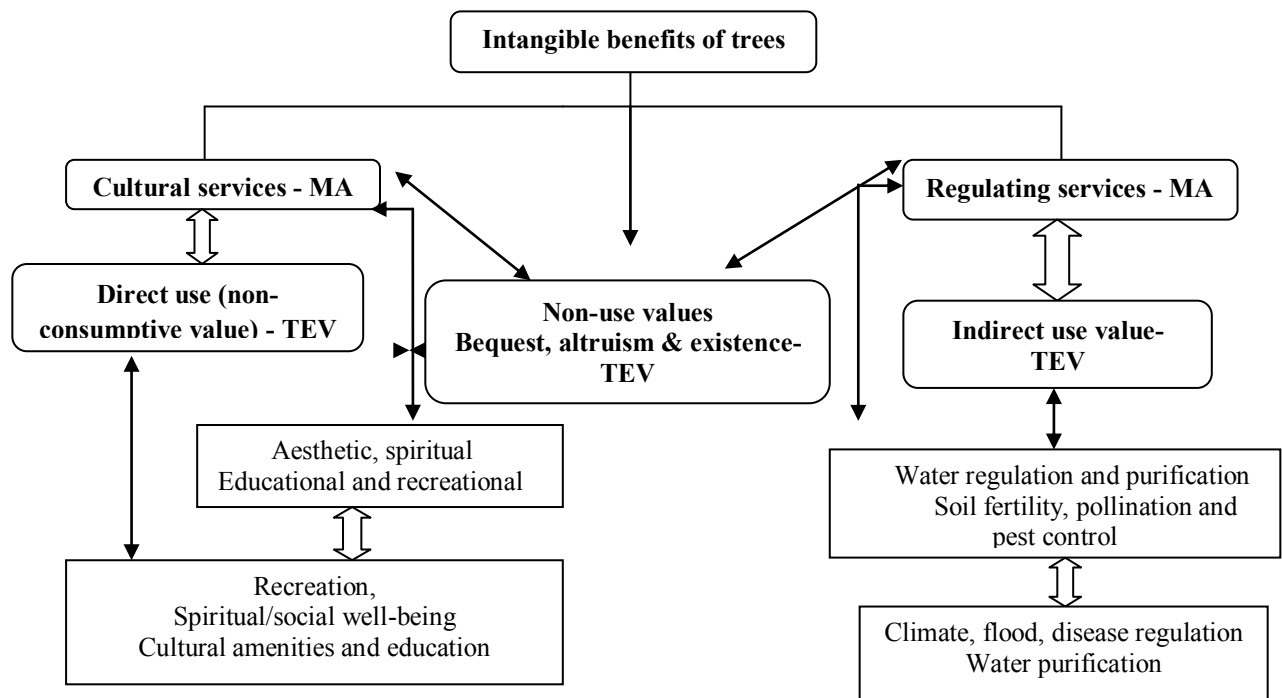 Intangible benefits of trees
Cultural services - MA
Regulating services - MA
Direct use (non-
consumptive value) - TEV
Non-use values
Bequest, altruism & existence-
TEV
Indirect use value-
TEV
Aesthetic, spiritual
Educational and recreational
Water regulation and purification
Soil fertility, pollination and
pest control
Recreation,
Spiritual/social well-being
Cultural amenities and education
Climate, flood, disease regulation
Water purification